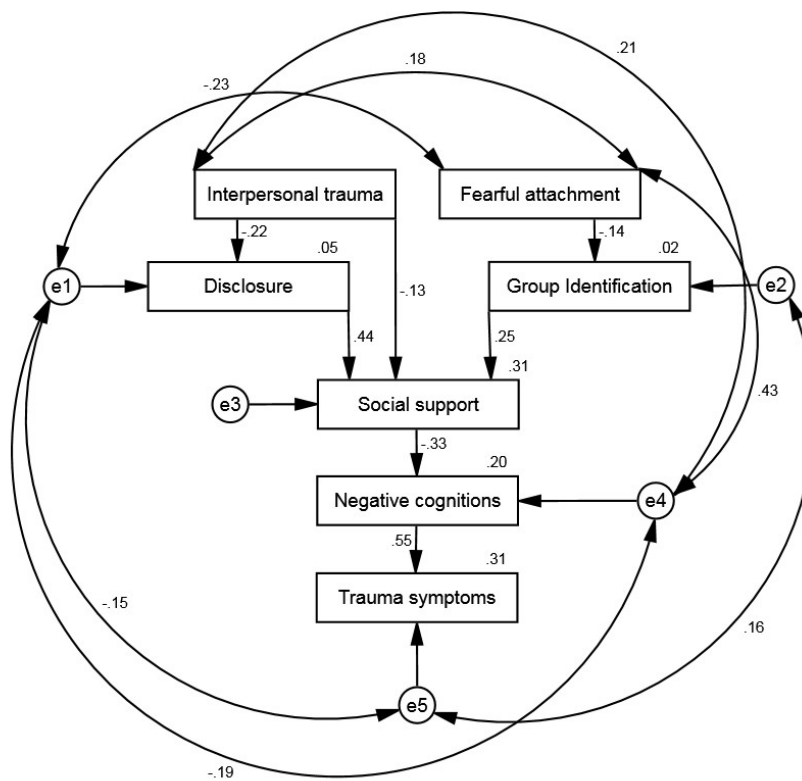 .21
.18
-.23
Interpersonal trauma
Fearful attachment
-.22
.05
-.14
.02
e1
Disclosure
Group Identification
e2
-.13
.44
.25
.31
.43
e3
Social support
-.33
.20
Negative cognitions
e4
.55
.31
Trauma symptoms
-.15
.16
e5
-.19